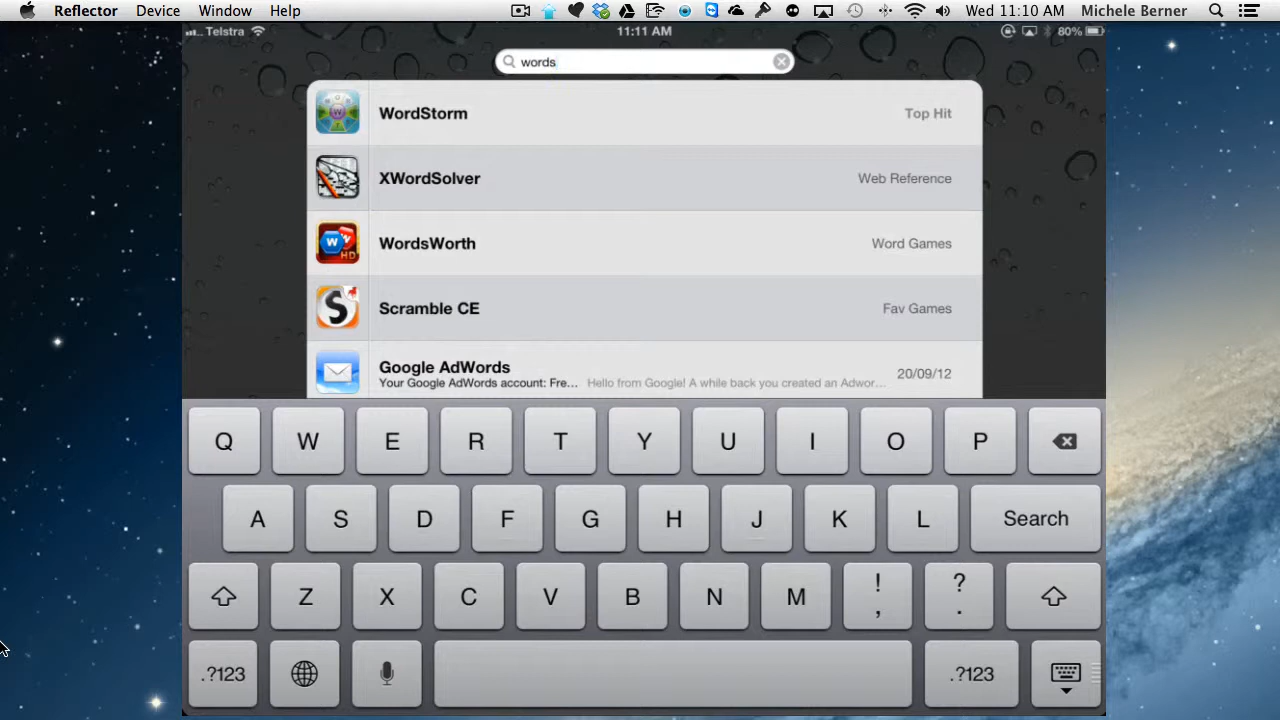 Reflector Device Window Help Wed 11:10 AM Michele Berner
Telstra 11:11 AM 80%
words
WordStorm Top Hit
XWordSolver Web Reference
WordsWorth Word Games
Scramble CE Fav Games
Google AdWords
Your Google AdWords account: Fre... Hello from Google! A while back you created an Adwor... 20/09/12
Q W E R T Y U I O P
A S D F G H J K L Search
Z X C V B N M ! , ? .
.?123 .?123